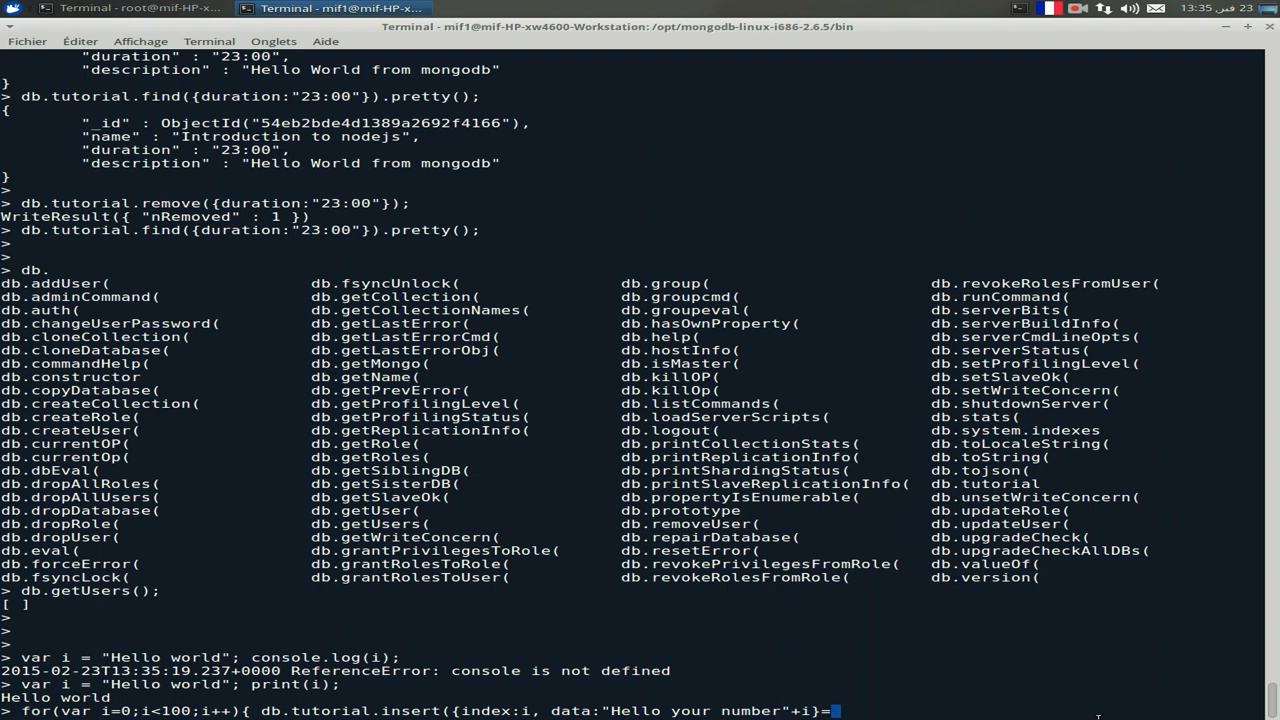 Terminal - root@mif-HP-x...
Terminal - mif1@mif-HP-x...
13:35 فبر, 23
Terminal - mif1@mif-HP-xw4600-Workstation: /opt/mongodb-linux-i686-2.6.5/bin
Fichier Éditer Affichage Terminal Onglets Aide
"duration" : "23:00",
"description" : "Hello World from mongodb"
}
> db.tutorial.find({duration:"23:00"}).pretty();
{
"_id" : ObjectId("54eb2bde4d1389a2692f4166"),
"name" : "Introduction to nodejs",
"duration" : "23:00",
"description" : "Hello World from mongodb"
}
>
> db.tutorial.remove({duration:"23:00"});
WriteResult({ "nRemoved" : 1 })
> db.tutorial.find({duration:"23:00"}).pretty();
>
>
> db.
db.addUser( db.fsyncUnlock( db.group( db.revokeRolesFromUser(
db.adminCommand( db.getCollection( db.groupcmd( db.runCommand(
db.auth( db.getCollectionNames( db.groupeval( db.serverBits(
db.changeUserPassword( db.getLastError( db.hasOwnProperty( db.serverBuildInfo(
db.cloneCollection( db.getLastErrorCmd( db.help( db.serverCmdLineOpts(
db.cloneDatabase( db.getLastErrorObj( db.hostInfo( db.serverStatus(
db.commandHelp( db.getMongo( db.isMaster( db.setProfilingLevel(
db.constructor db.getName( db.killOP( db.setSlaveOk(
db.copyDatabase( db.getPrevError( db.killOp( db.setWriteConcern(
db.createCollection( db.getProfilingLevel( db.listCommands( db.shutdownServer(
db.createRole( db.getProfilingStatus( db.loadServerScripts( db.stats(
db.createUser( db.getReplicationInfo( db.logout( db.system.indexes
db.currentOP( db.getRole( db.printCollectionStats( db.toLocaleString(
db.currentOp( db.getRoles( db.printReplicationInfo( db.toString(
db.dbEval( db.getSiblingDB( db.printShardingStatus( db.tojson(
db.dropAllRoles( db.getSisterDB( db.printSlaveReplicationInfo( db.tutorial
db.dropAllUsers( db.getSlaveOk( db.propertyIsEnumerable( db.unsetWriteConcern(
db.dropDatabase( db.getUser( db.prototype db.updateRole(
db.dropRole( db.getUsers( db.removeUser( db.updateUser(
db.dropUser( db.getWriteConcern( db.repairDatabase( db.upgradeCheck(
db.eval( db.grantPrivilegesToRole( db.resetError( db.upgradeCheckAllDBs(
db.forceError( db.grantRolesToRole( db.revokePrivilegesFromRole( db.valueOf(
db.fsyncLock( db.grantRolesToUser( db.revokeRolesFromRole( db.version(
> db.getUsers();
[ ]
>
>
>
> var i = "Hello world"; console.log(i);
2015-02-23T13:35:19.237+0000 ReferenceError: console is not defined
> var i = "Hello world"; print(i);
Hello world
> for(var i=0;i<100;i++){ db.tutorial.insert({index:i, data:"Hello your number"+i}=